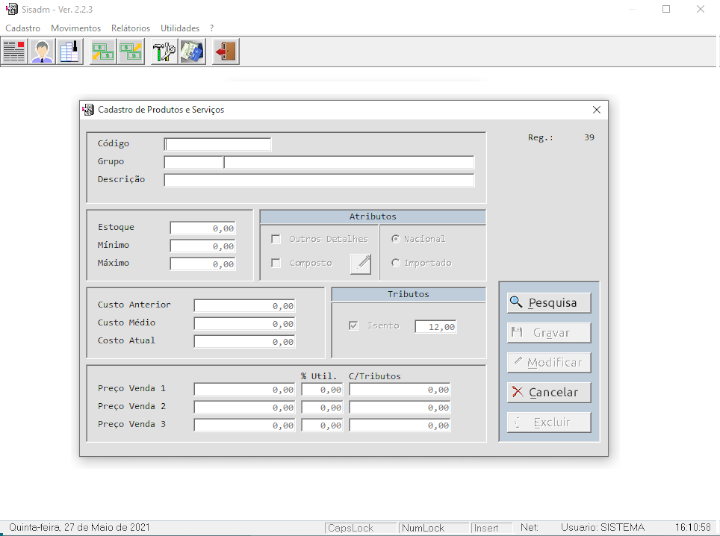 Sisadm - Ver. 2.2.3
Cadastro Movimentos Relatórios Utilidades ?
Cadastro de Produtos e Serviços
Reg.: 39
Código
Grupo
Descrição
Estoque 0,00
Mínimo 0,00
Máximo 0,00
Atributos
Outros Detalhes
Nacional
Composto
Importado
Custo Anterior 0,00
Custo Médio 0,00
Costo Atual 0,00
Tributos
Isento 12,00
% Util. C/Tributos
Preço Venda 1 0,00 0,00 0,00
Preço Venda 2 0,00 0,00 0,00
Preço Venda 3 0,00 0,00 0,00
Pesquisa
Gravar
Modificar
Cancelar
Excluir
Quinta-feira, 27 de Maio de 2021 CapsLock NumLock Insert Net: Usuario: SISTEMA 16:10:58